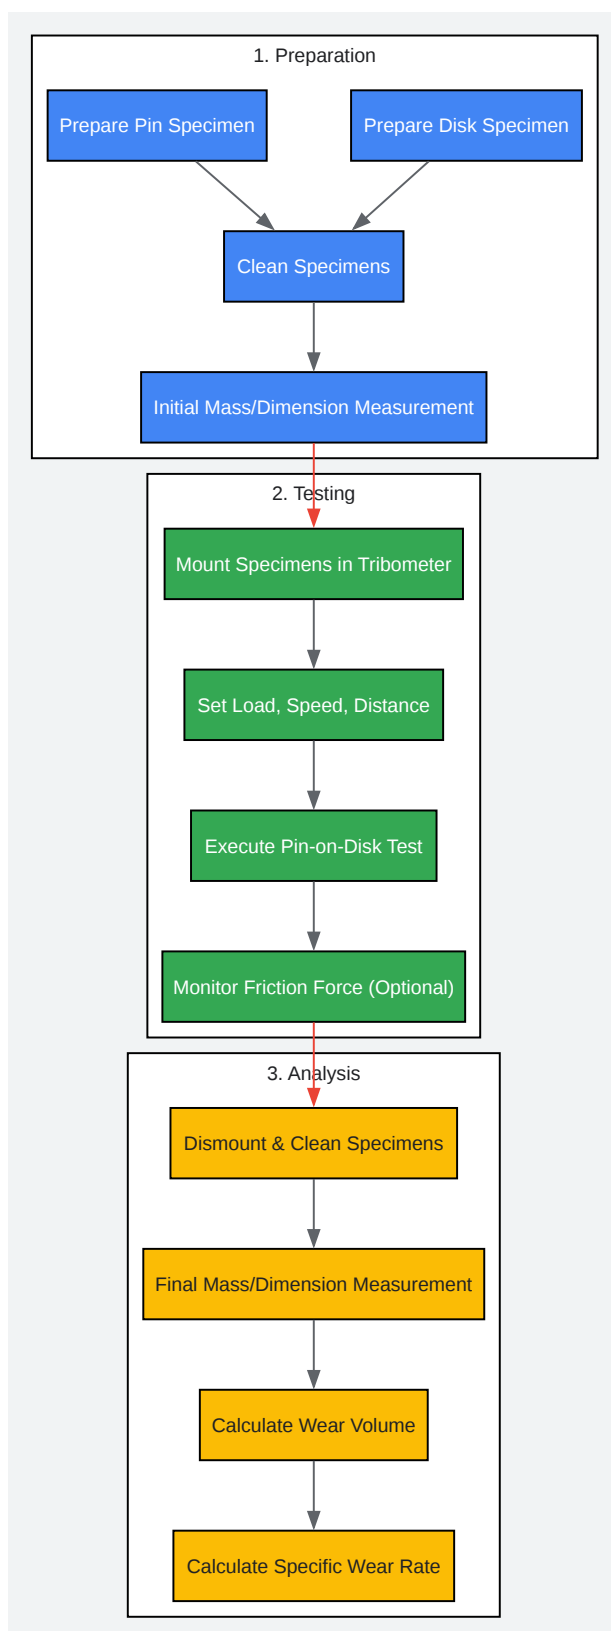 1. Preparation
Prepare Pin Specimen
Prepare Disk Specimen
Clean Specimens
Initial Mass/Dimension Measurement
2. Testing
Mount Specimens in Tribometer
Set Load, Speed, Distance
Execute Pin-on-Disk Test
Monitor Friction Force (Optional)
3. Analysis
Dismount & Clean Specimens
Final Mass/Dimension Measurement
Calculate Wear Volume
Calculate Specific Wear Rate